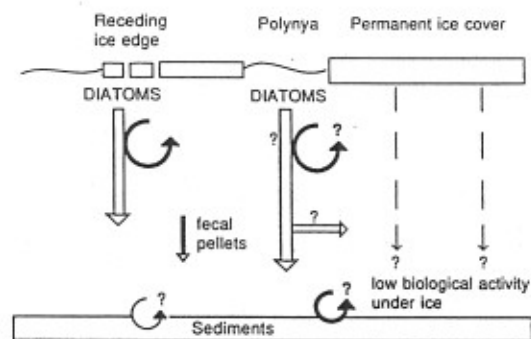 Receding
ice edge
Polynya
Permanent ice cover
DIATOMS
DIATOMS
?
?
?
fecal
pellets
?
?
low biological activity
under ice
?
?
Sediments